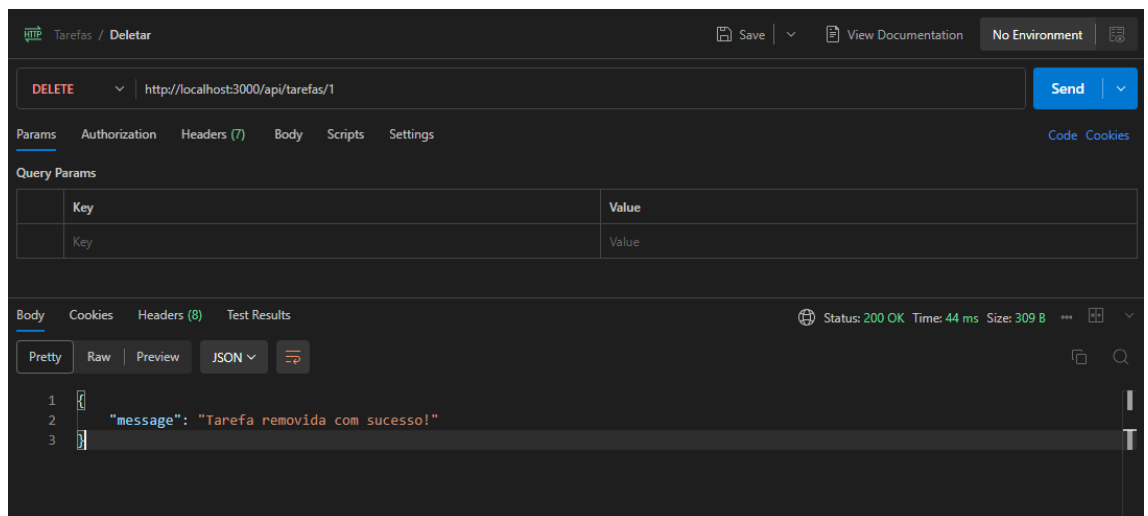 HTTP Tarefas / Deletar Save View Documentation No Environment
DELETE http://localhost:3000/api/tarefas/1 Send
Params Authorization Headers (7) Body Scripts Settings Code Cookies
Query Params
Key Value
Key Value
Body Cookies Headers (8) Test Results Status: 200 OK Time: 44 ms Size: 309 B
Pretty Raw Preview JSON
1 {
2 "message": "Tarefa removida com sucesso!"
3 }